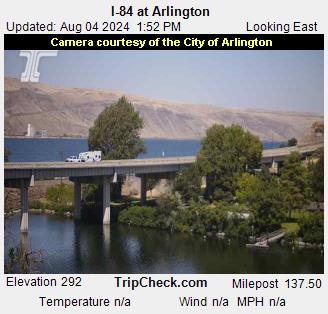 I-84 at Arlington
Updated: Aug 04 2024 1:52 PM Looking East
Camera courtesy of the City of Arlington
Elevation 292 TripCheck.com Milepost 137.50
Temperature n/a Wind n/a MPH n/a